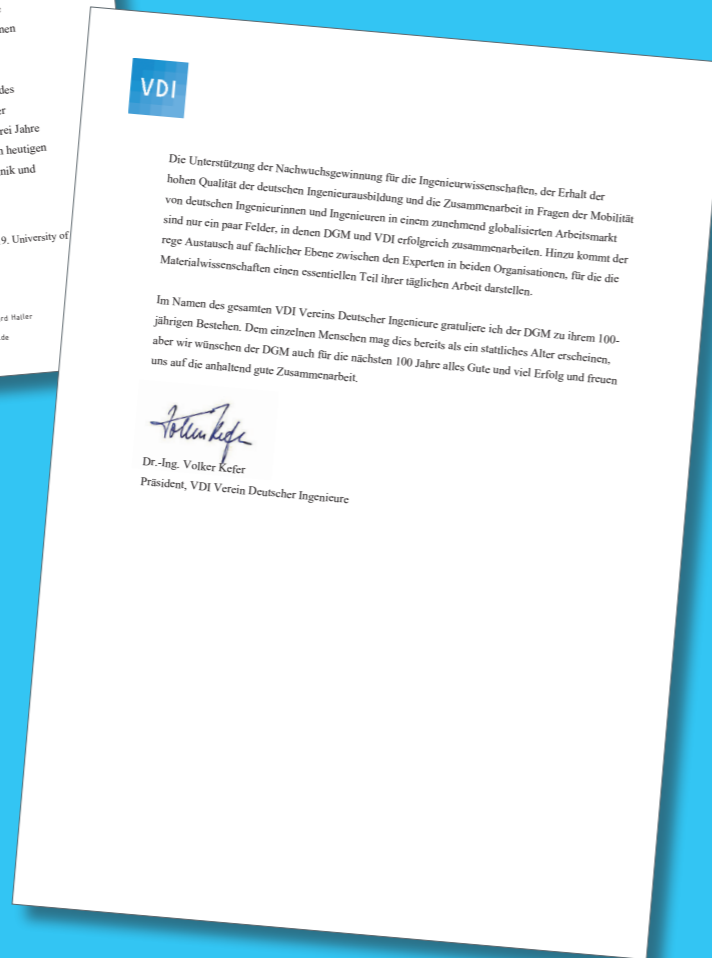 nen
des
er
rei Jahre
n heutigen
nik und
9. University of
rd Haller
.de
VDI
Die Unterstützung der Nachwuchsgewinnung für die Ingenieurwissenschaften, der Erhalt der
hohen Qualität der deutschen Ingenieurausbildung und die Zusammenarbeit in Fragen der Mobilität
von deutschen Ingenieurinnen und Ingenieuren in einem zunehmend globalisierten Arbeitsmarkt
sind nur ein paar Felder, in denen DGM und VDI erfolgreich zusammenarbeiten. Hinzu kommt der
rege Austausch auf fachlicher Ebene zwischen den Experten in beiden Organisationen, für die die
Materialwissenschaften einen essentiellen Teil ihrer täglichen Arbeit darstellen.
Im Namen des gesamten VDI Vereins Deutscher Ingenieure gratuliere ich der DGM zu ihrem 100-
jährigen Bestehen. Dem einzelnen Menschen mag dies bereits als ein stattliches Alter erscheinen,
aber wir wünschen der DGM auch für die nächsten 100 Jahre alles Gute und viel Erfolg und freuen
uns auf die anhaltend gute Zusammenarbeit.
Volker Kefer
Dr.-Ing. Volker Kefer
Präsident, VDI Verein Deutscher Ingenieure